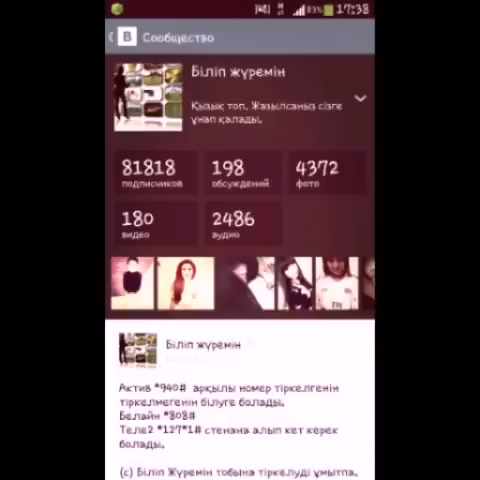 83% 17:38
B Сообщество
Біліп жүремін
Қызық топ. Жазылсаңыз сізге
ұнап қалады.
81818 198 4372
подписчиков обсуждений фото
180 2486
видео аудио
Біліп жүремін
Актив *940# арқылы номер тіркелгенін
тіркелмегенін білуге болады.
Белайн *808#
Теле2 *127*1# стенана алып кет керек
болады.
(с) Біліп Жүремін тобына тіркелуді ұмытпа.